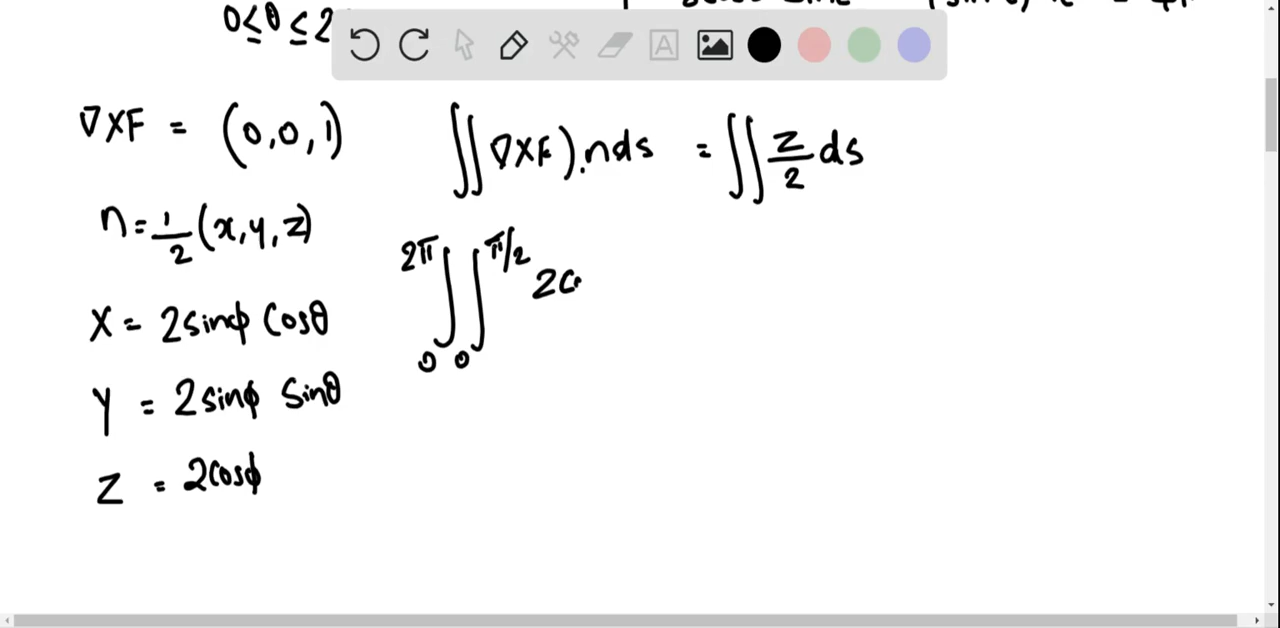 0≤θ≤2
∇XF = (0,0,1)
∬∇XF).nds = ∬z/2 ds
n=1/2(x,y,z)
X = 2sinϕ Cosθ
Y = 2sinϕ Sinθ
Z = 2cosϕ
2π π/2
∫∫ 2c
0 0
A